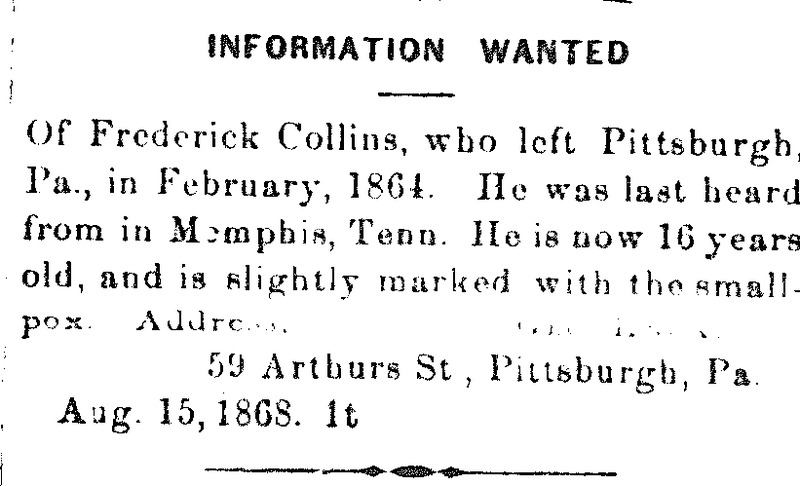 INFORMATION WANTED
Of Frederick Collins, who left Pittsburgh,
Pa., in February, 1864. He was last heard
from in Memphis, Tenn. He is now 16 years
old, and is slightly marked with the small-
pox. Address.
59 Arthurs St., Pittsburgh, Pa.
Aug. 15, 1868. 1t